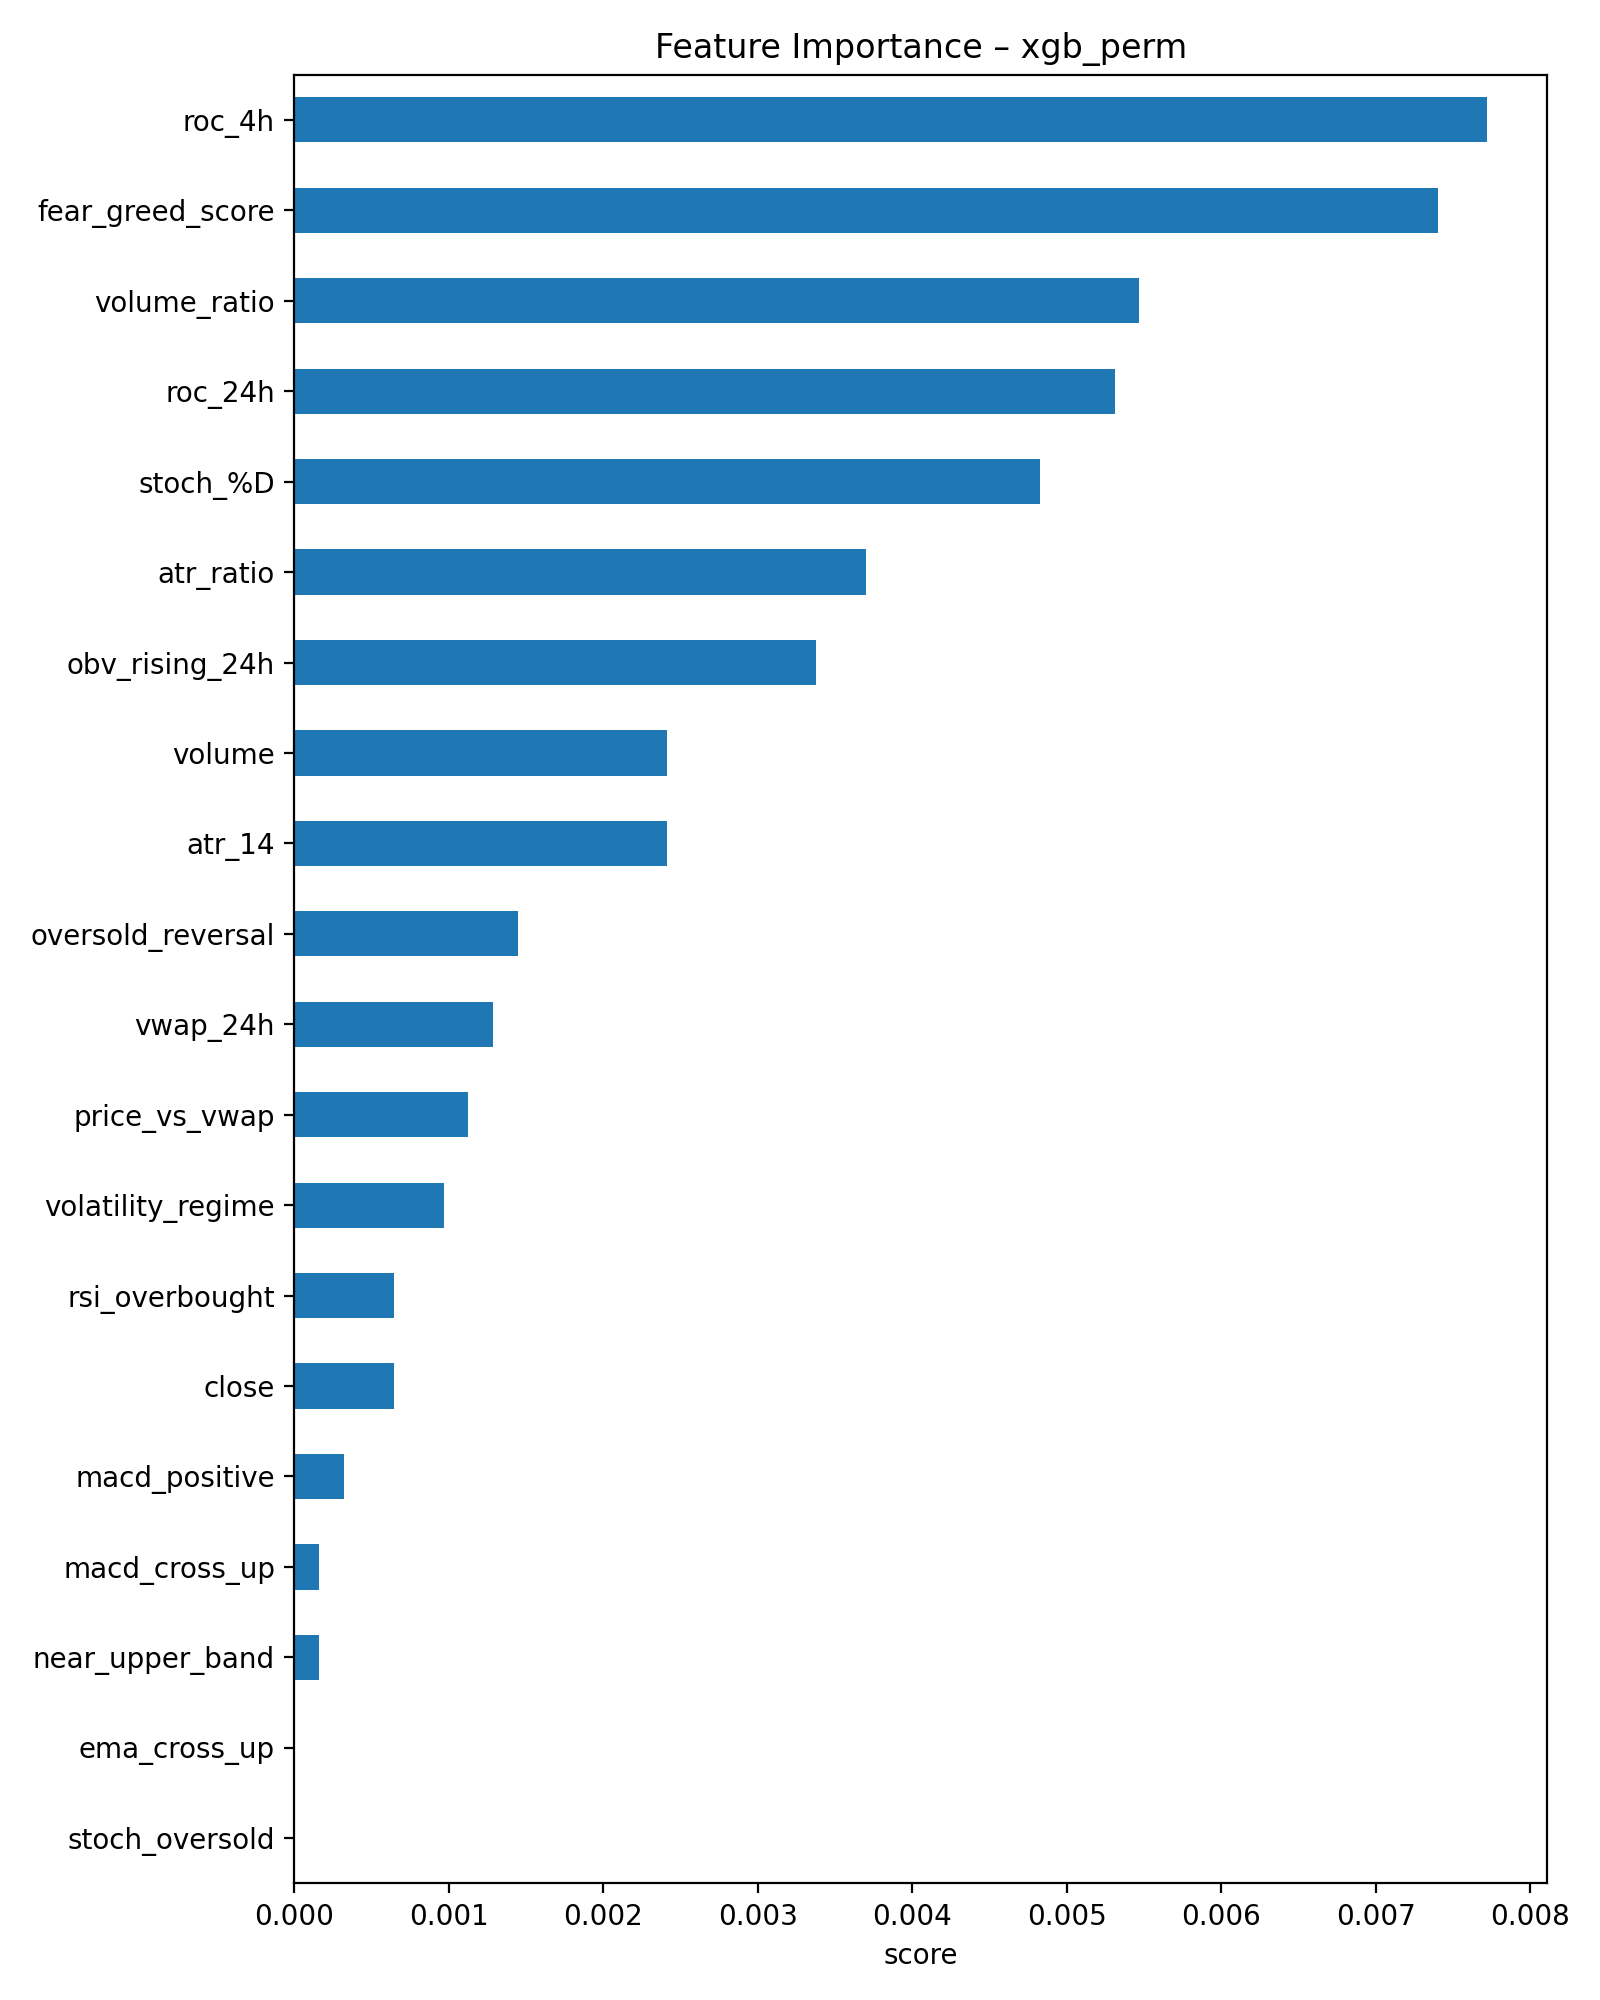 Feature Importance – xgb_perm
roc_4h
fear_greed_score
volume_ratio
roc_24h
stoch_%D
atr_ratio
obv_rising_24h
volume
atr_14
oversold_reversal
vwap_24h
price_vs_vwap
volatility_regime
rsi_overbought
close
macd_positive
macd_cross_up
near_upper_band
ema_cross_up
stoch_oversold
0.000 0.001 0.002 0.003 0.004 0.005 0.006 0.007 0.008
score